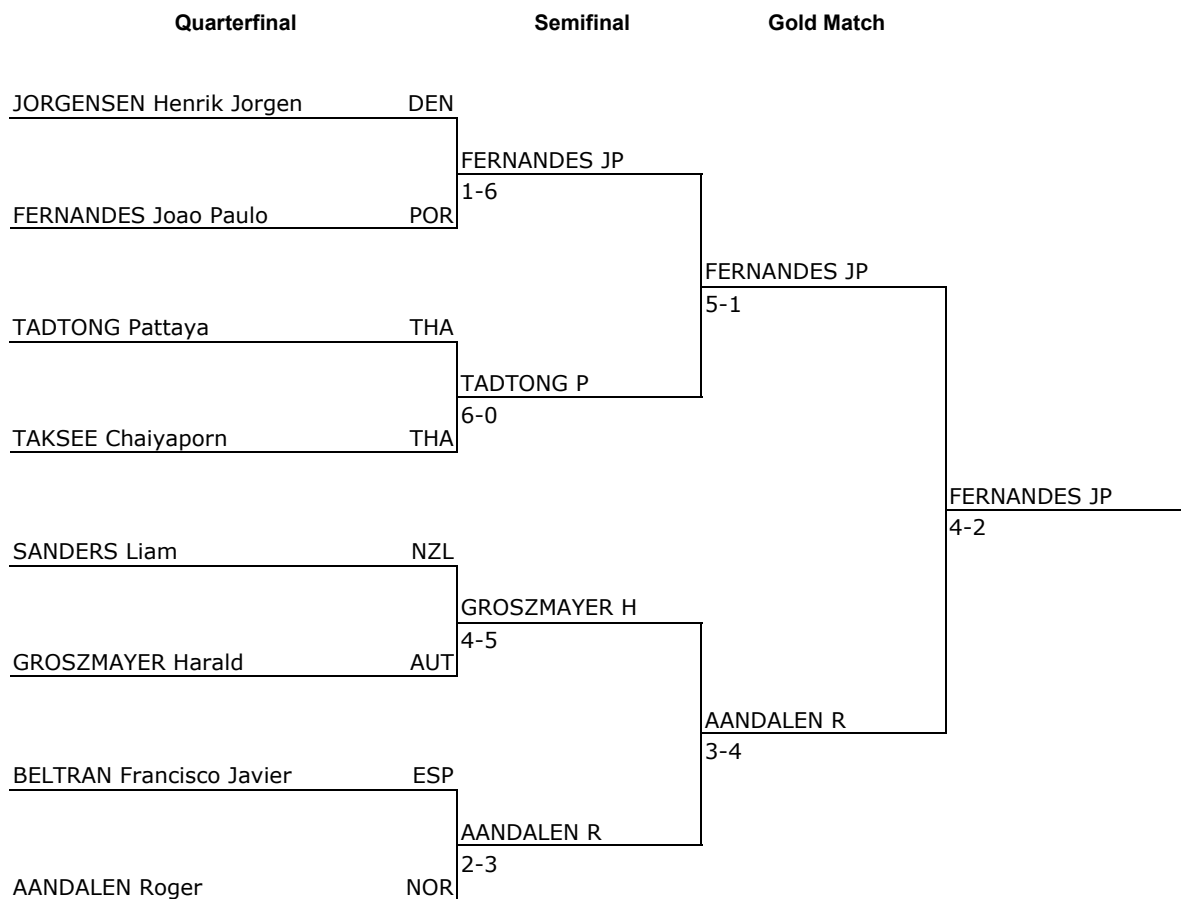 Quarterfinal Semifinal Gold Match
JORGENSEN Henrik Jorgen DEN
FERNANDES JP
1-6
FERNANDES Joao Paulo POR
FERNANDES JP
5-1
TADTONG Pattaya THA
TADTONG P
6-0
TAKSEE Chaiyaporn THA
FERNANDES JP
4-2
SANDERS Liam NZL
GROSZMAYER H
4-5
GROSZMAYER Harald AUT
AANDALEN R
3-4
BELTRAN Francisco Javier ESP
AANDALEN R
2-3
AANDALEN Roger NOR